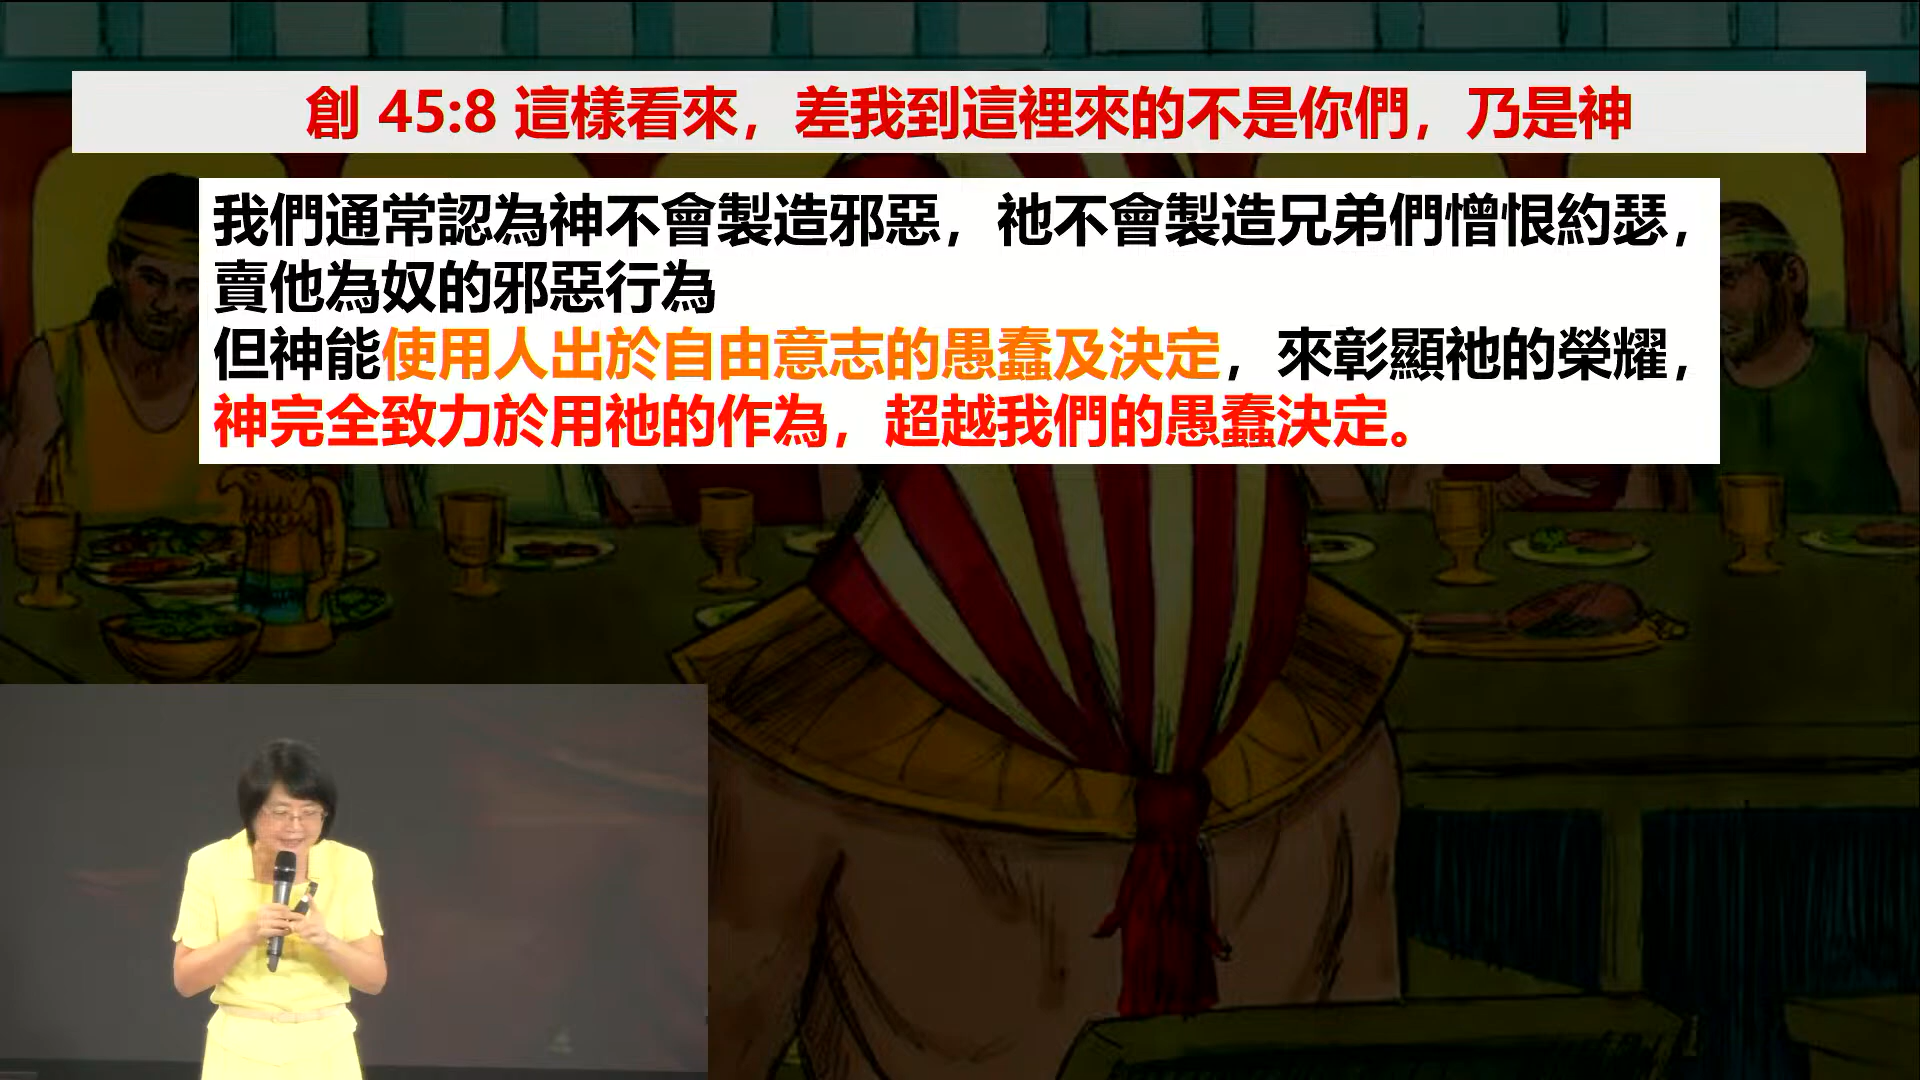 創 45:8 這樣看來，差我到這裡來的不是你們，乃是神
我們通常認為神不會製造邪惡，祂不會製造兄弟們憎恨約瑟，
賣他為奴的邪惡行為
但神能使用人出於自由意志的愚蠢及決定，來彰顯祂的榮耀，
神完全致力於用祂的作為，超越我們的愚蠢決定。